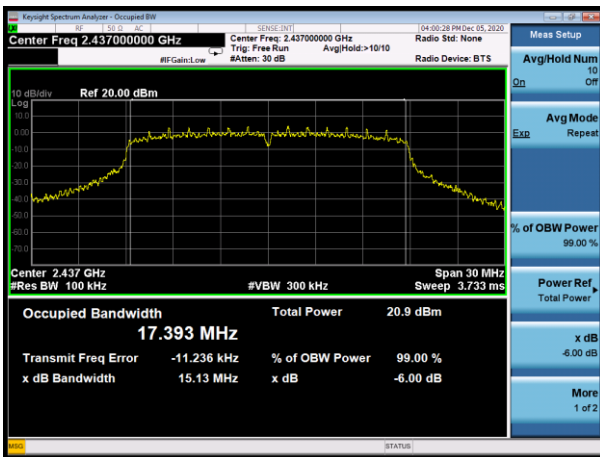 Keysight Spectrum Analyzer - Occupied BW
RF 50 Ω AC SENSE:INT 04:00:28 PM Dec 05, 2020
Center Freq 2.437000000 GHz
Center Freq: 2.437000000 GHz
Radio Std: None
Trig: Free Run Avg|Hold:>10/10
#IFGain:Low #Atten: 30 dB
Radio Device: BTS
10 dB/div Ref 20.00 dBm
Log
10.0
0.00
-10.0
-20.0
-30.0
-40.0
-50.0
-60.0
-70.0
Center 2.437 GHz Span 30 MHz
#Res BW 100 kHz #VBW 300 kHz Sweep 3.733 ms
Occupied Bandwidth Total Power 20.9 dBm
17.393 MHz
Transmit Freq Error -11.236 kHz % of OBW Power 99.00 %
x dB Bandwidth 15.13 MHz x dB -6.00 dB
MSG STATUS
Meas Setup
Avg/Hold Num
10
On Off
Avg Mode
Exp Repeat
% of OBW Power
99.00 %
Power Ref
Total Power
x dB
-6.00 dB
More
1 of 2